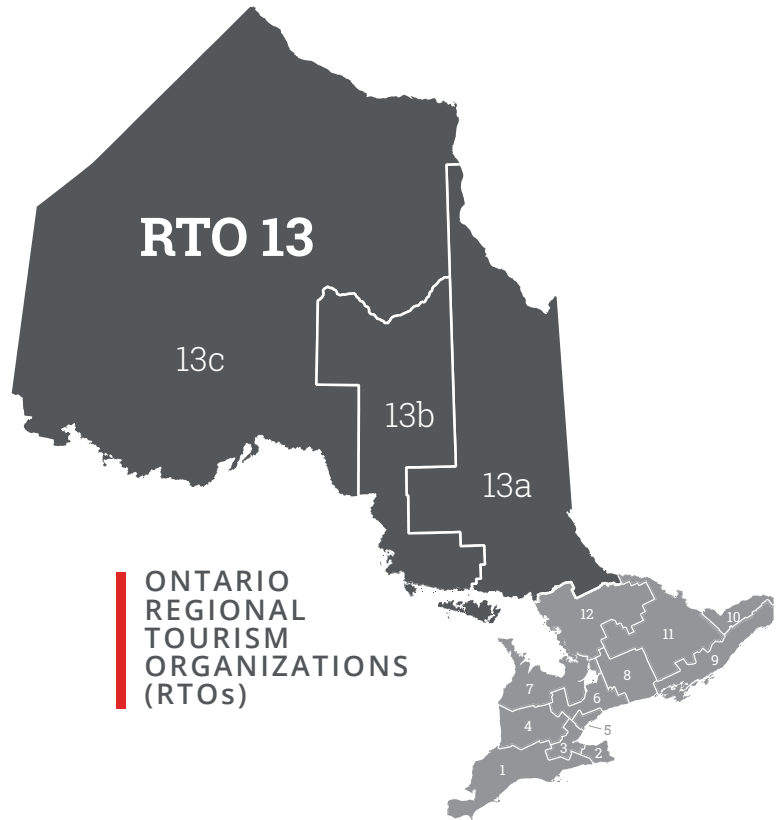 RTO 13
13c
13b
13a
ONTARIO
REGIONAL
TOURISM
ORGANIZATIONS
(RTOs)
12
10
11
9
8
7
6
4
5
3
2
1